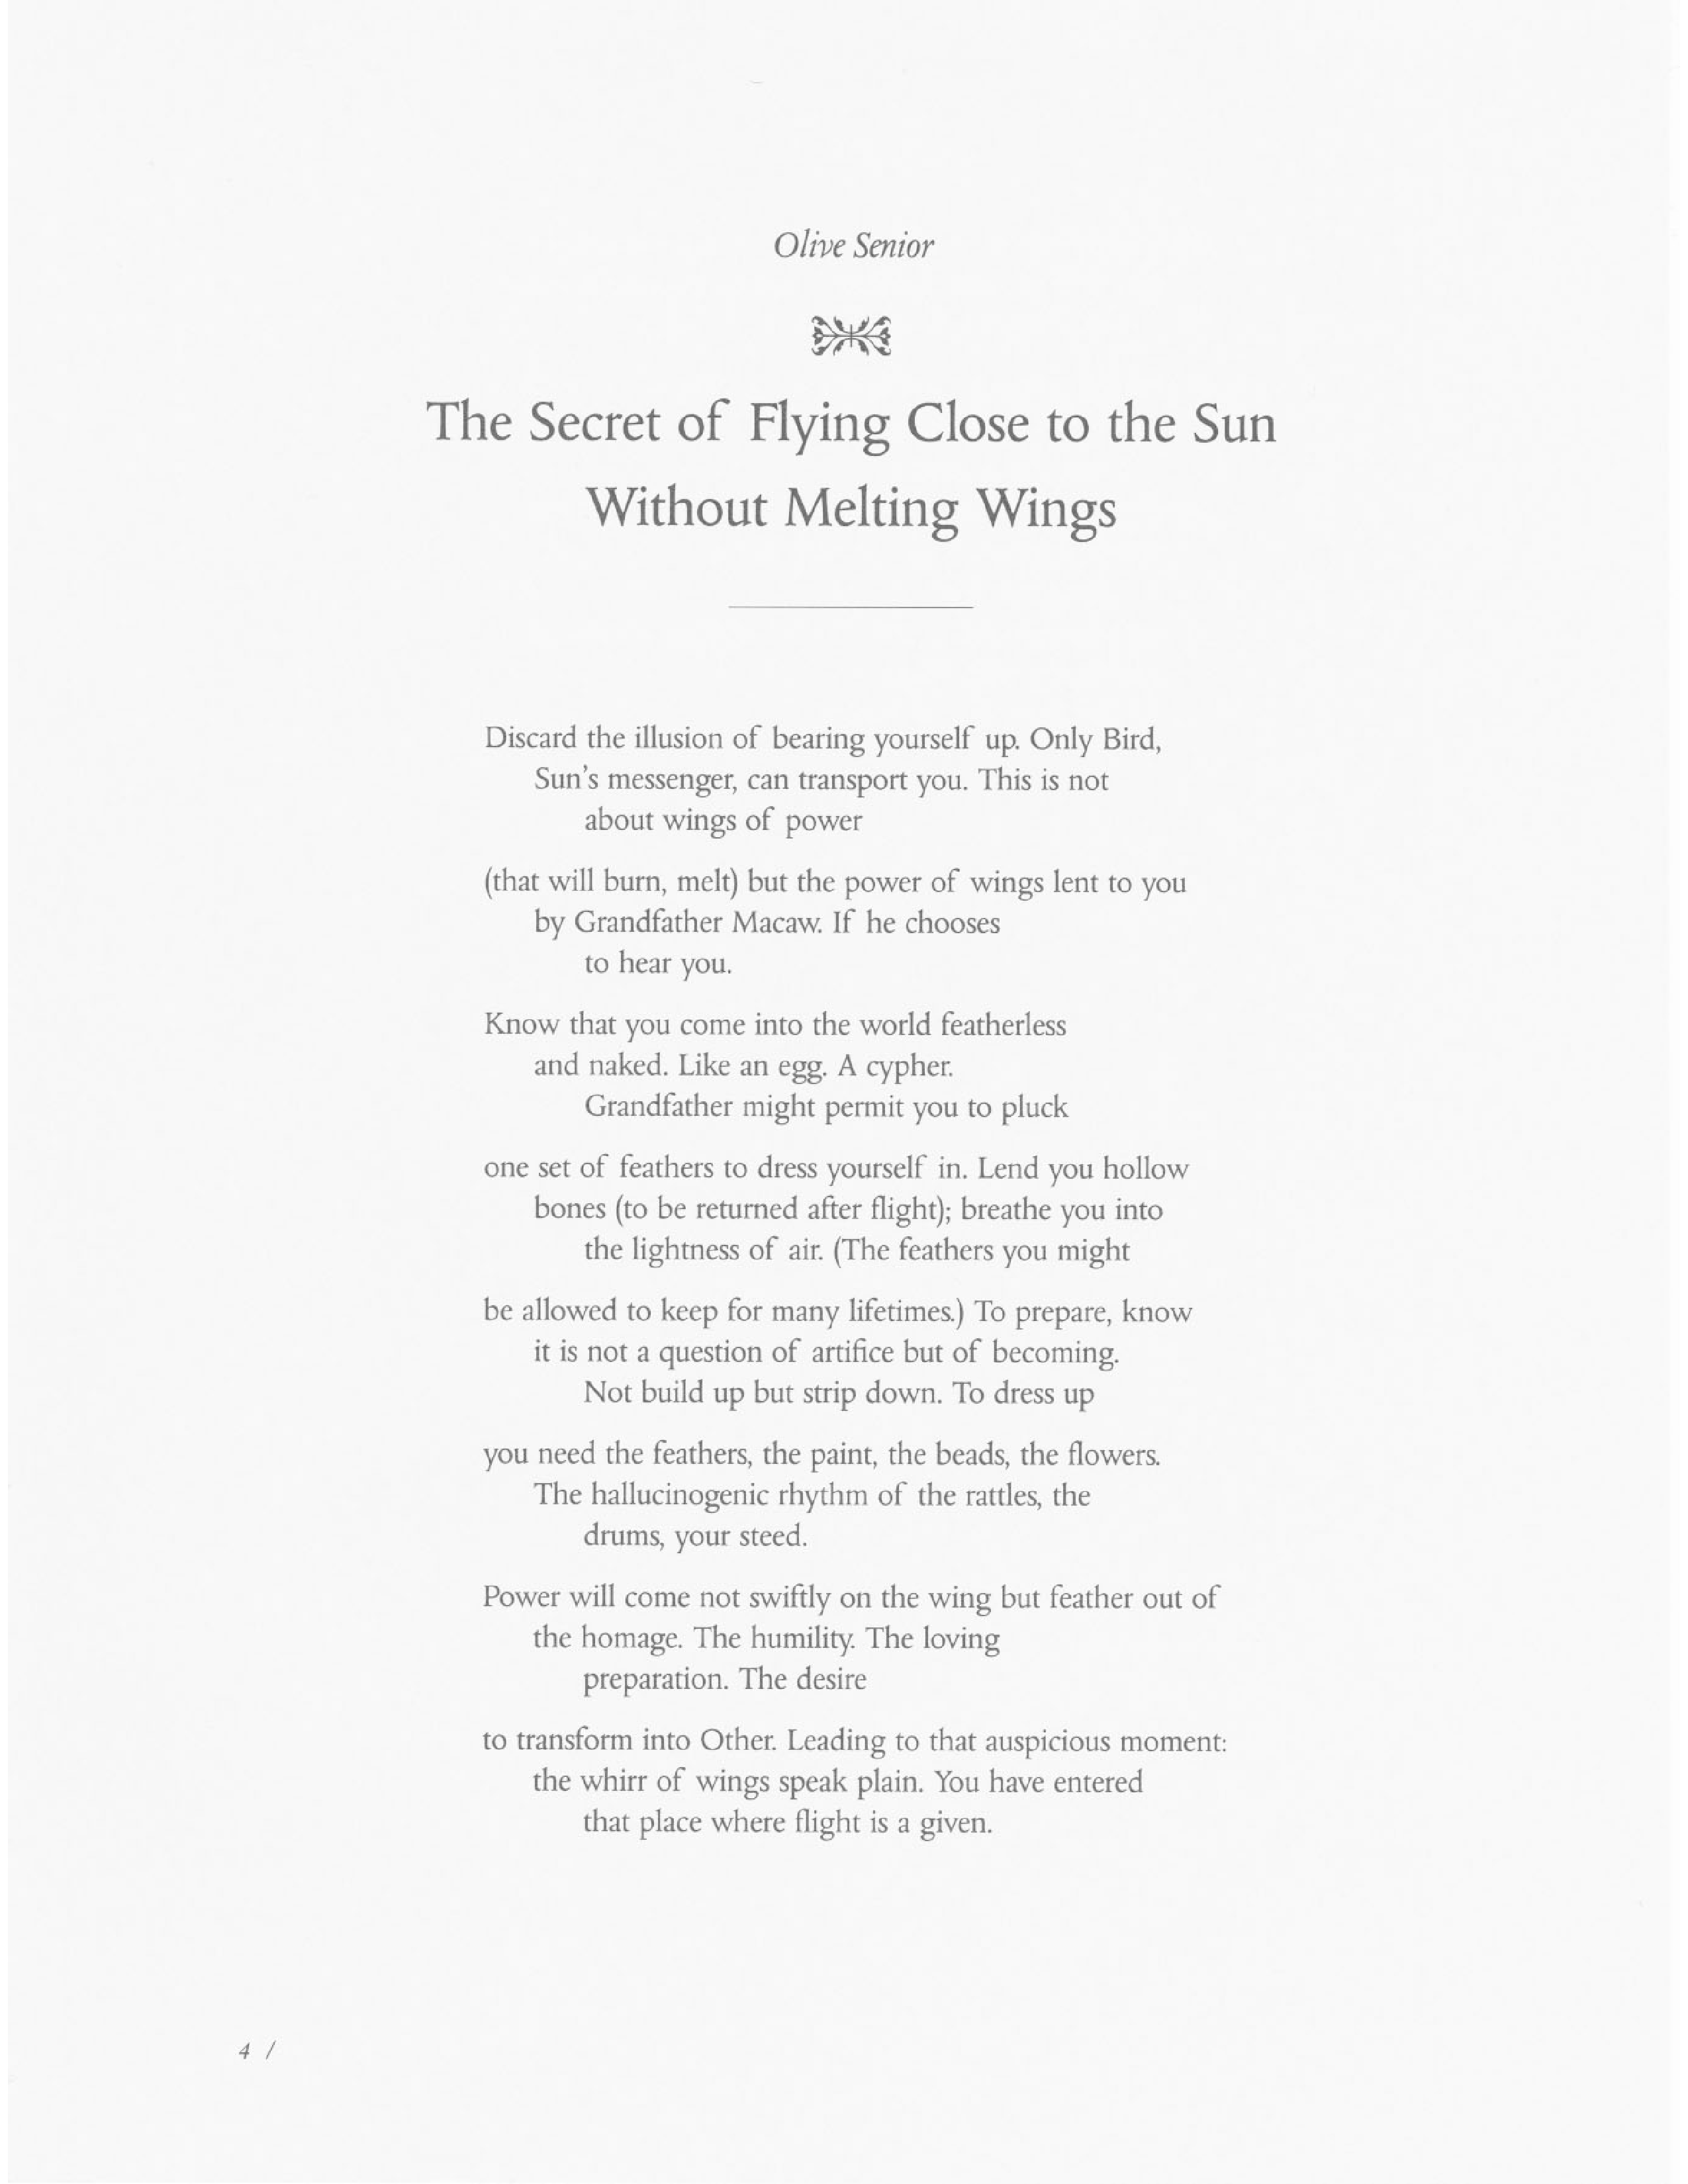 Olive Senior
The Secret of Flying Close to the Sun
Without Melting Wings
Discard the illusion of bearing yourself up. Only Bird,
Sun's messenger, can transport you. This is not
about wings of power
(that will burn, melt) but the power of wings lent to you
by Grandfather Macaw. If he chooses
to hear you.
Know that you come into the world featherless
and naked. Like an egg. A cypher.
Grandfather might permit you to pluck
one set of feathers to dress yourself in. Lend you hollow
bones (to be returned after flight); breathe you into
the lightness of air. (The feathers you might
be allowed to keep for many lifetimes.) To prepare, know
it is not a question of artifice but of becoming.
Not build up but strip down. To dress up
you need the feathers, the paint, the beads, the flowers.
The hallucinogenic rhythm of the rattles, the
drums, your steed.
Power will come not swiftly on the wing but feather out of
the homage. The humility. The loving
preparation. The desire
to transform into Other. Leading to that auspicious moment:
the whirr of wings speak plain. You have entered
that place where flight is a given.
4 /